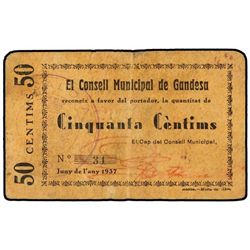 50
CENTIMS
50
El Consell Municipal de Gandesa
reconeix a favor del portador, la quantitat de
Cinquanta Cèntims
El Cap del Consell Municipal,
Nº 31
Juny de l'any 1937